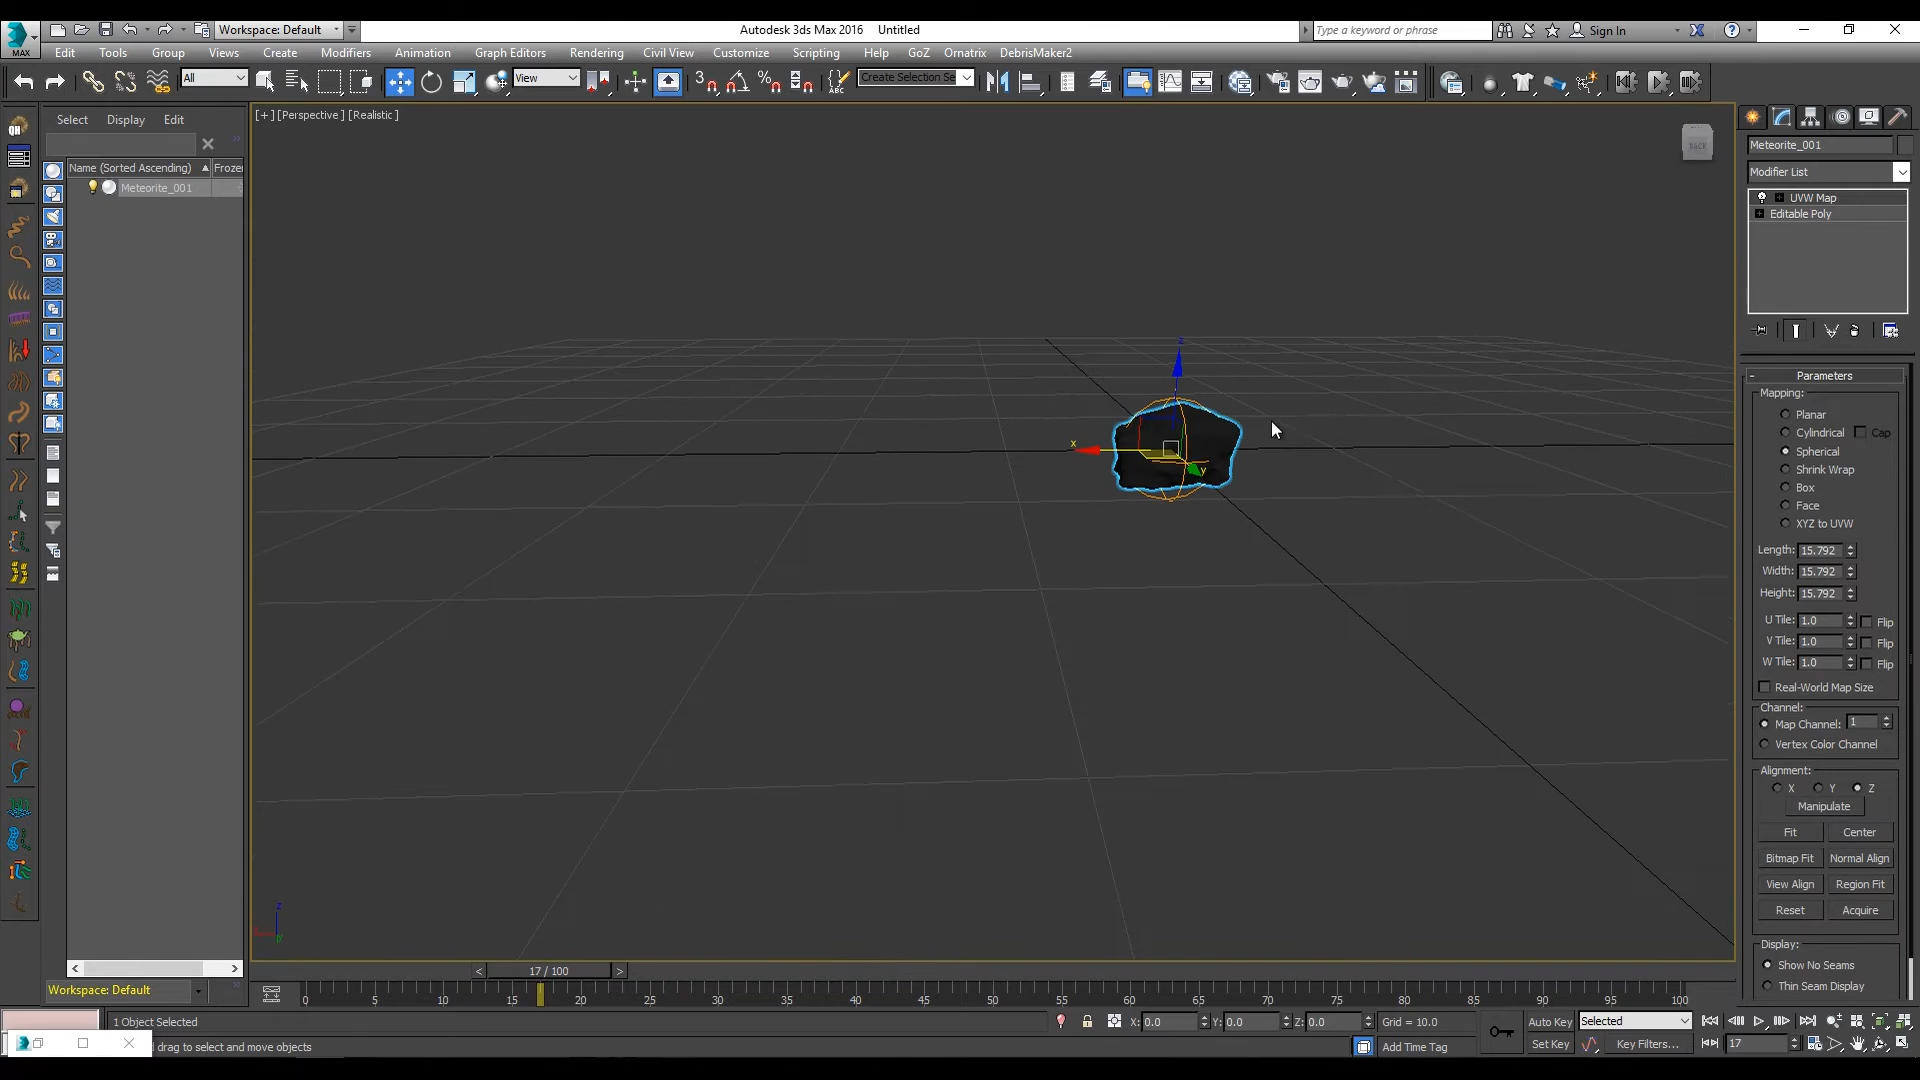 Workspace: Default
Autodesk 3ds Max 2016 Untitled
Type a keyword or phrase
Sign In
MAX
Edit Tools Group Views Create Modifiers Animation Graph Editors Rendering Civil View Customize Scripting Help GoZ Ornatrix DebrisMaker2
All
View
Create Selection Se
Select Display Edit
[+] [Perspective] [Realistic]
Name (Sorted Ascending) Frozen
Meteorite_001
BACK
Meteorite_001
Modifier List
UVW Map
Editable Poly
Parameters
Mapping:
Planar
Cylindrical Cap
Spherical
Shrink Wrap
Box
Face
XYZ to UVW
Length: 15.792
Width: 15.792
Height: 15.792
U Tile: 1.0 Flip
V Tile: 1.0 Flip
W Tile: 1.0 Flip
Real-World Map Size
Channel:
Map Channel: 1
Vertex Color Channel
Alignment:
X Y Z
Manipulate
Fit Center
Bitmap Fit Normal Align
View Align Region Fit
Reset Acquire
Display:
Show No Seams
Thin Seam Display
z
x
y
z
17 / 100
Workspace: Default
0 5 10 15 20 25 30 35 40 45 50 55 60 65 70 75 80 85 90 95 100
1 Object Selected
X: 0.0 Y: 0.0 Z: 0.0 Grid = 10.0
Auto Key Selected
drag to select and move objects
Add Time Tag
Set Key Key Filters... 17